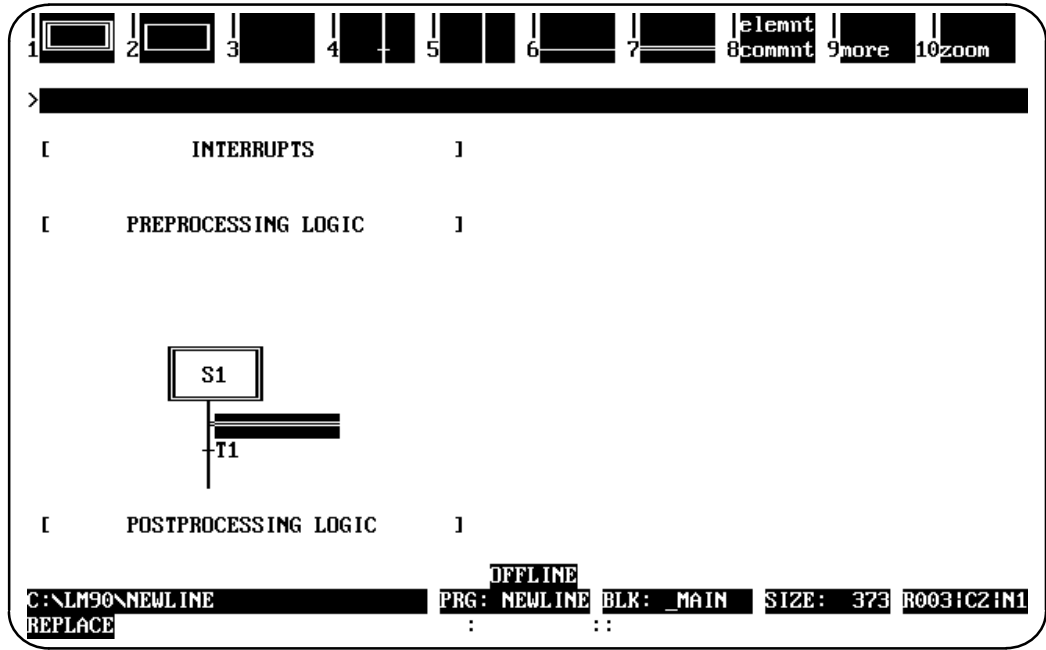 elemnt
1 2 3 4 5 6 7 8commnt 9more 10zoom
>
[ INTERRUPTS ]
[ PREPROCESSING LOGIC ]
S1
T1
[ POSTPROCESSING LOGIC ]
OFFLINE
C:\LM90\NEWLINE PRG: NEWLINE BLK: _MAIN SIZE: 373 R003¦C2¦N1
REPLACE : ::